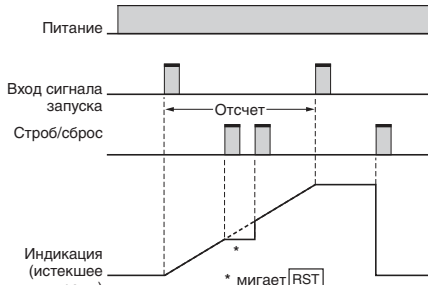 Питание
Вход сигнала
запуска
Отсчет
Строб/сброс
Индикация
(истекшее
*
* мигает RST